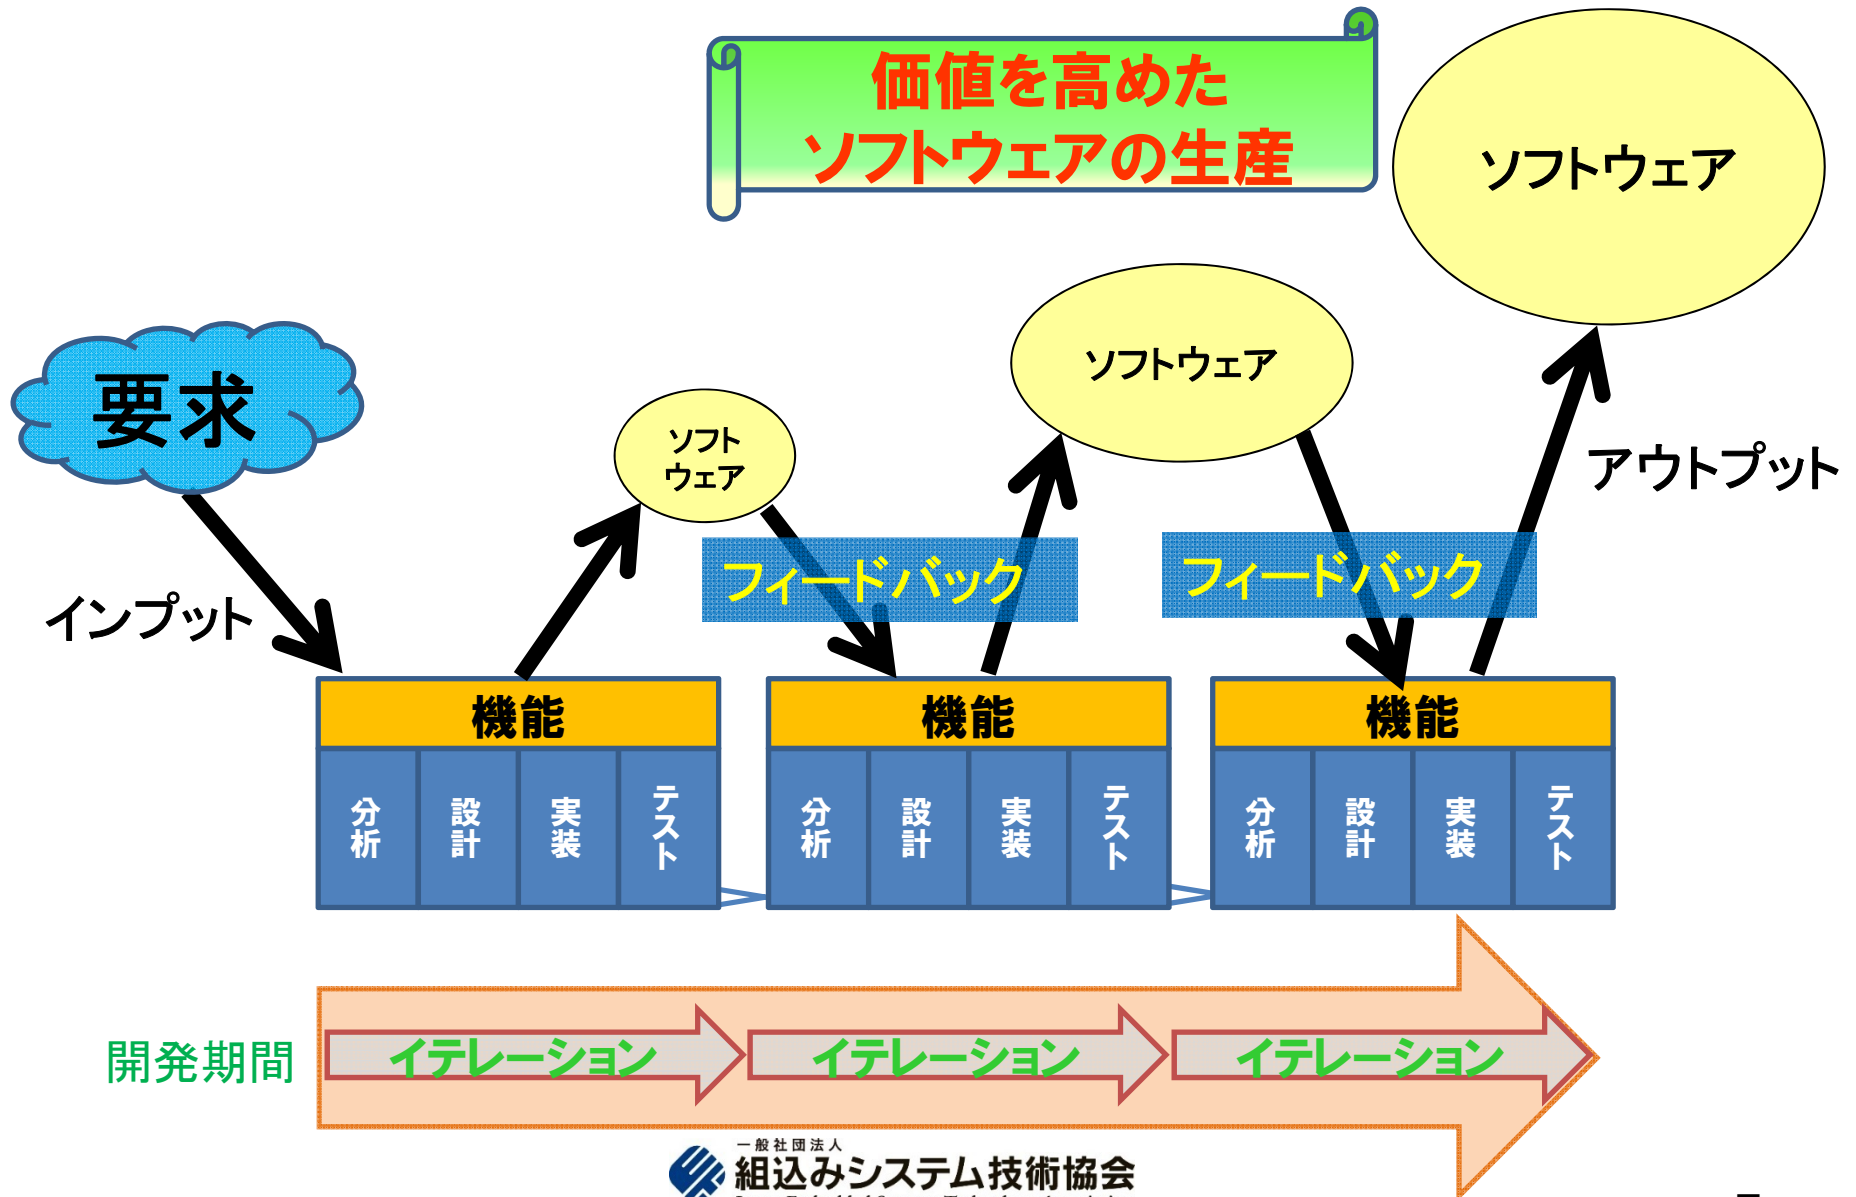 価値を高めた
ソフトウェアの生産
ソフトウェア
ソフトウェア
要求
ソフト
ウェア
アウトプット
インプット
フィードバック
フィードバック
機能
分析
設計
実装
テスト
機能
分析
設計
実装
テスト
機能
分析
設計
実装
テスト
開発期間
イテレーション
イテレーション
イテレーション
一般社団法人
組込みシステム技術協会